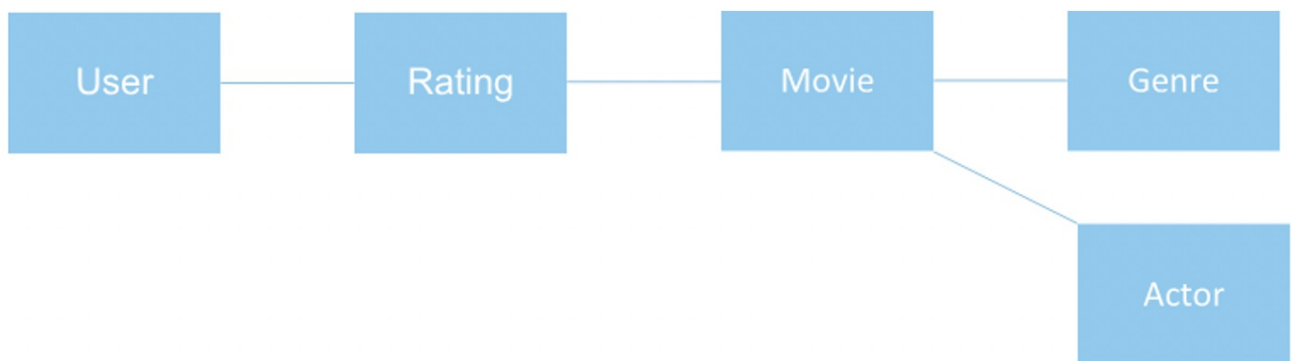 User
Rating
Movie
Genre
Actor